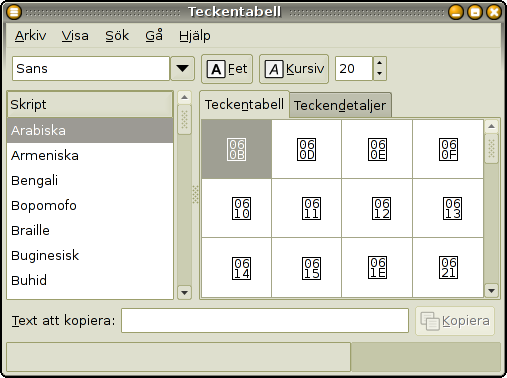 Teckentabell
Arkiv Visa Sök Gå Hjälp
Sans A Fet A Kursiv 20
Skript
Arabiska
Armeniska
Bengali
Bopomofo
Braille
Buginesisk
Buhid
Teckentabell Teckendetaljer
060B 060D 060E 060F
0610 0611 0612 0613
0614 0615 061E 0621
Text att kopiera: Kopiera